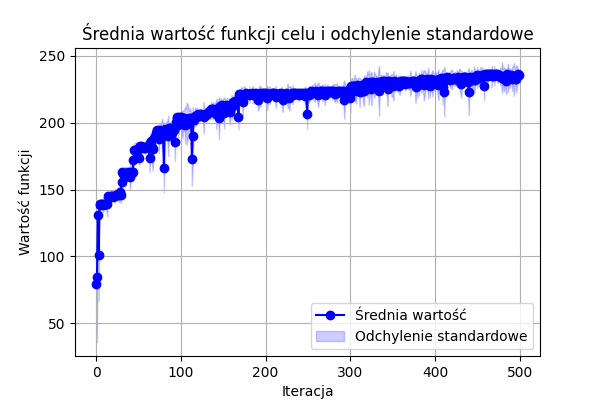 Średnia wartość funkcji celu i odchylenie standardowe
250
200
150
100
50
Wartość funkcji
0 100 200 300 400 500
Iteracja
Średnia wartość
Odchylenie standardowe